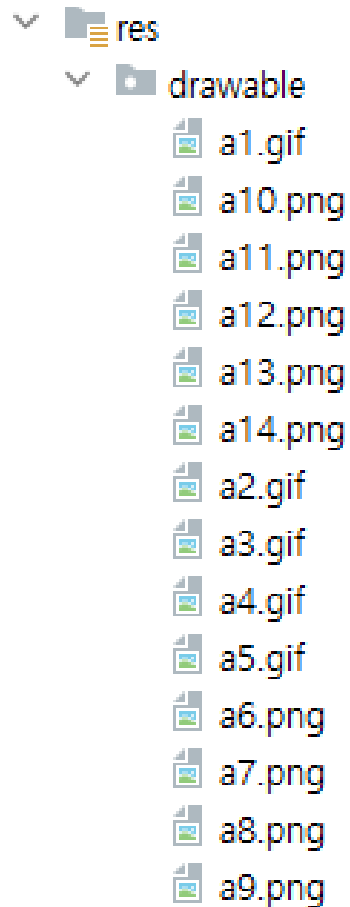 res
drawable
a1.gif
a10.png
a11.png
a12.png
a13.png
a14.png
a2.gif
a3.gif
a4.gif
a5.gif
a6.png
a7.png
a8.png
a9.png